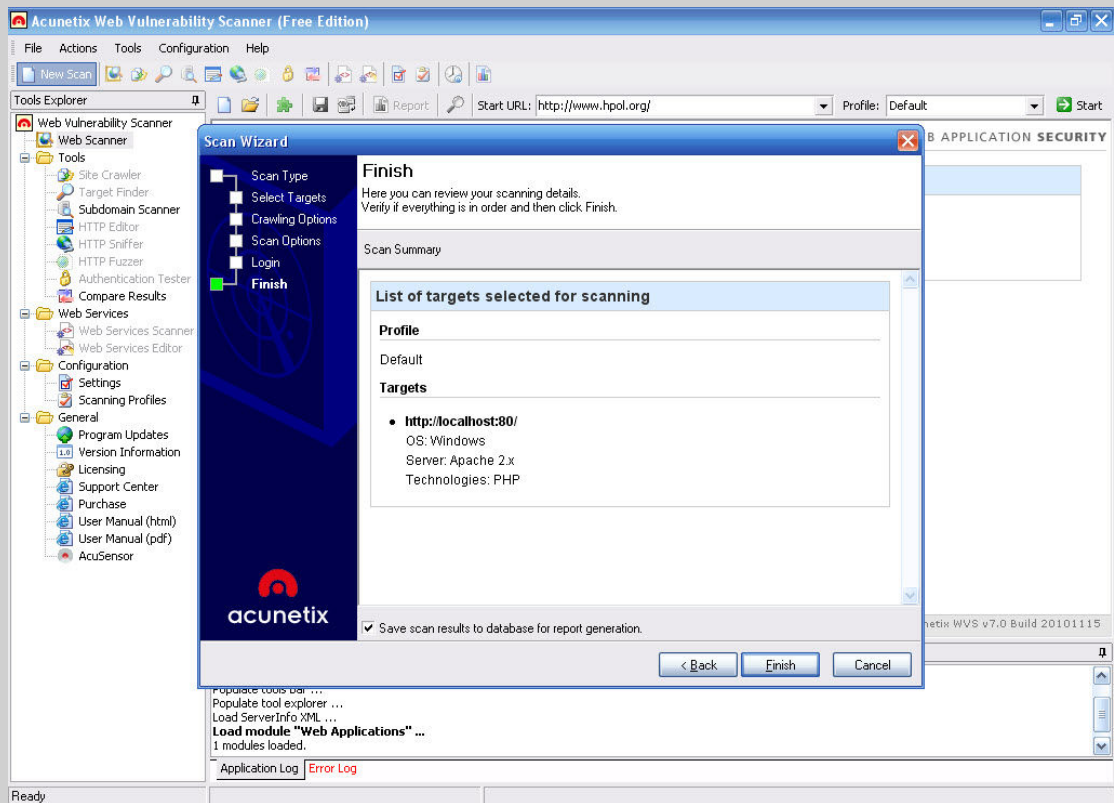 Acunetix Web Vulnerability Scanner (Free Edition)
File Actions Tools Configuration Help
New Scan
Tools Explorer
Report
Start URL: http://www.hpol.org/
Profile: Default
Start
Web Vulnerability Scanner
Web Scanner
Tools
Site Crawler
Target Finder
Subdomain Scanner
HTTP Editor
HTTP Sniffer
HTTP Fuzzer
Authentication Tester
Compare Results
Web Services
Web Services Scanner
Web Services Editor
Configuration
Settings
Scanning Profiles
General
Program Updates
1.0 Version Information
Licensing
Support Center
Purchase
User Manual (html)
User Manual (pdf)
AcuSensor
B APPLICATION SECURITY
Scan Wizard
Scan Type
Select Targets
Crawling Options
Scan Options
Login
Finish
acunetix
Finish
Here you can review your scanning details.
Verify if everything is in order and then click Finish.
Scan Summary
List of targets selected for scanning
Profile
Default
Targets
• http://localhost:80/
OS: Windows
Server: Apache 2.x
Technologies: PHP
Save scan results to database for report generation.
< Back Finish Cancel
netix WVS v7.0 Build 20101115
Populate tools bar ...
Populate tool explorer ...
Load ServerInfo XML ...
Load module "Web Applications" ...
1 modules loaded.
Application Log Error Log
Ready